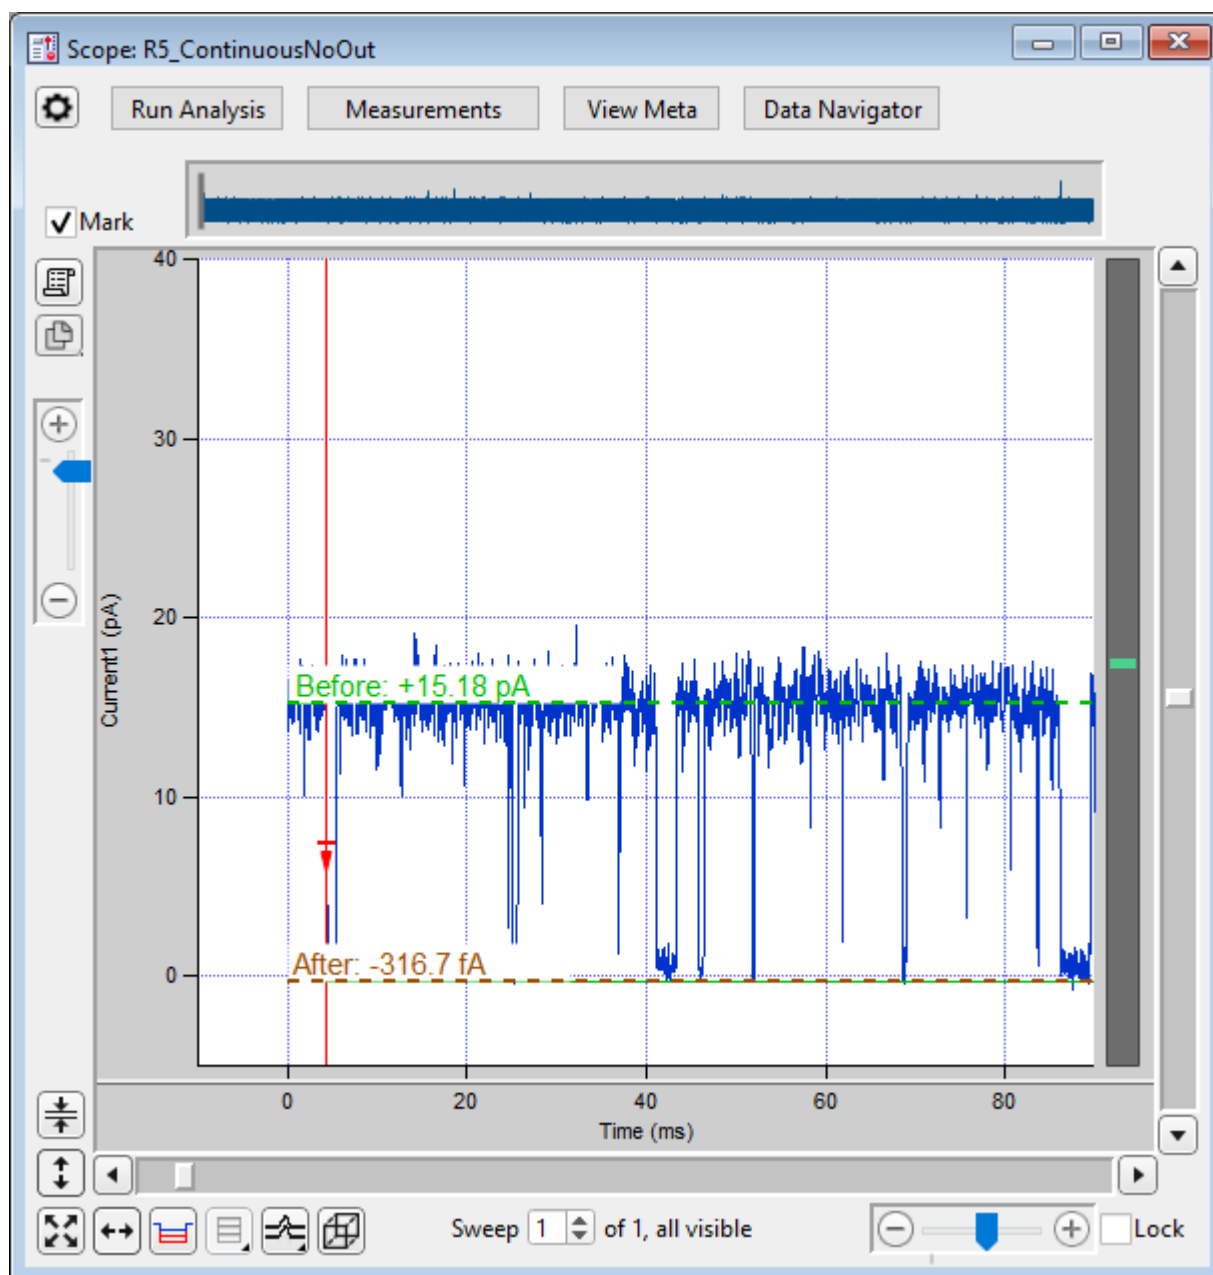 Scope: R5_ContinuousNoOut
Run Analysis Measurements View Meta Data Navigator
Mark
40
30
20
10
0
Current1 (pA)
Before: +15.18 pA
After: -316.7 fA
0 20 40 60 80
Time (ms)
Sweep 1 of 1, all visible
Lock